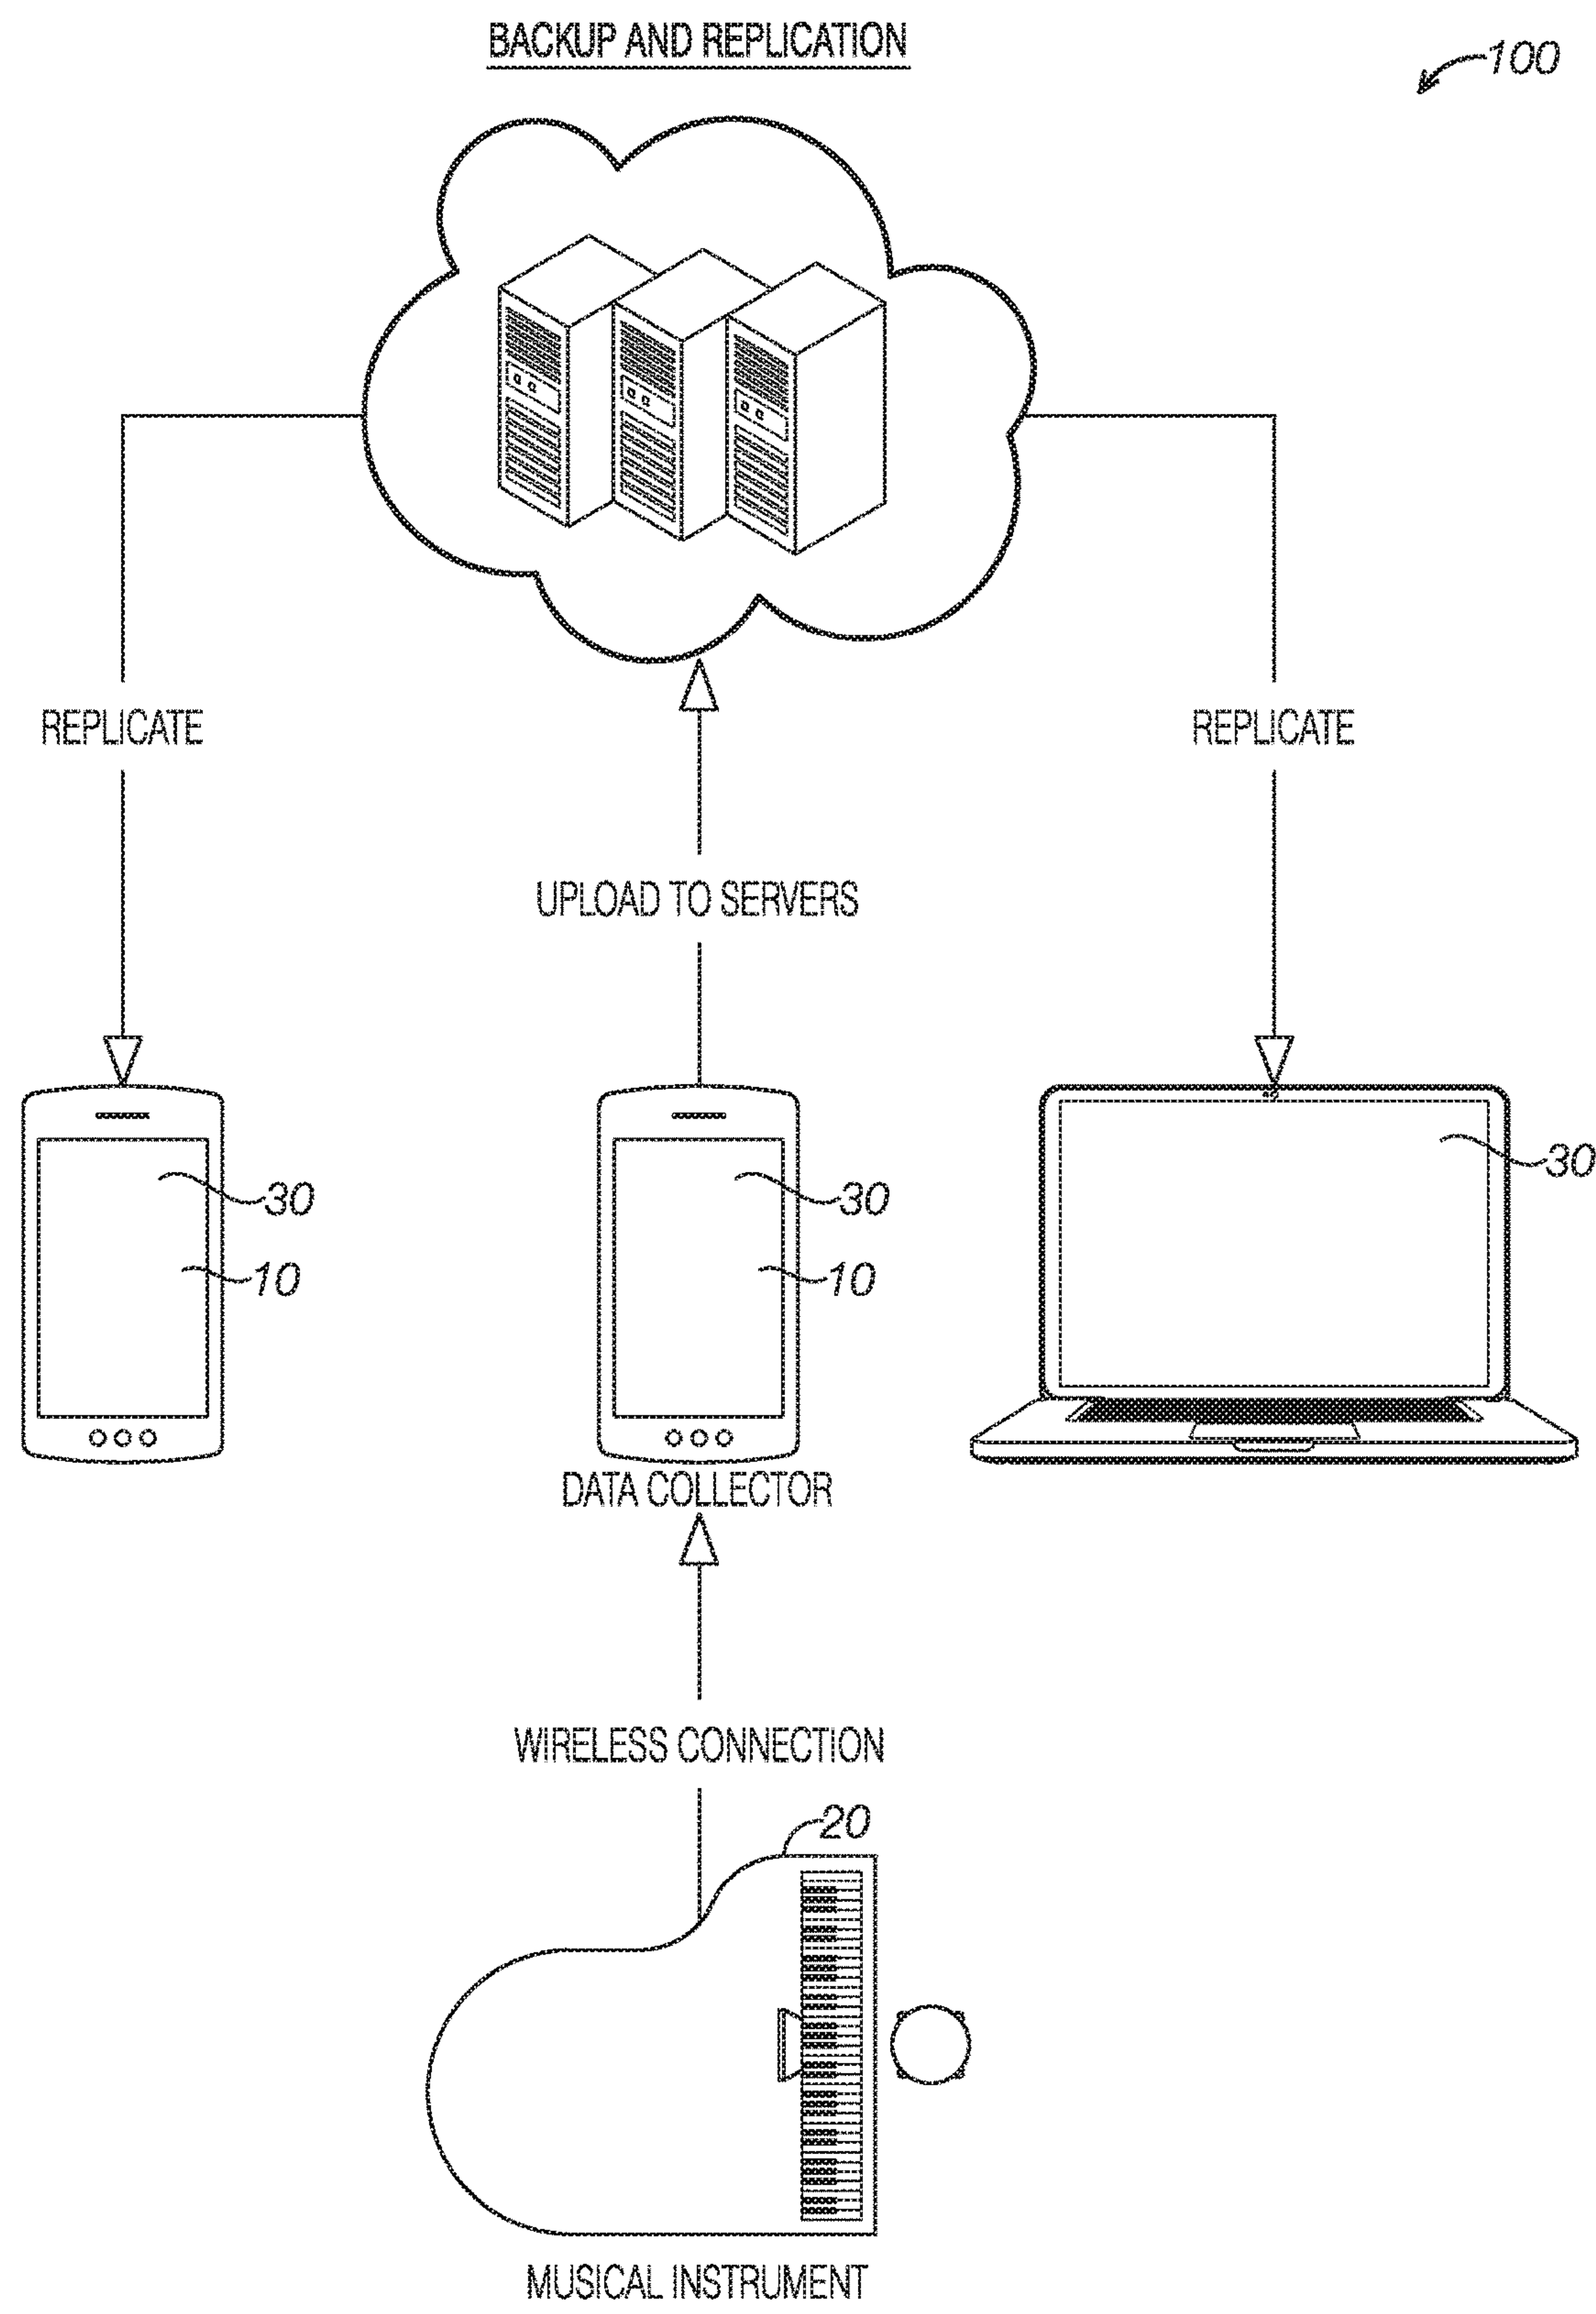 BACKUP AND REPLICATION
100
REPLICATE
REPLICATE
UPLOAD TO SERVERS
30
30
30
10
10
DATA COLLECTOR
WIRELESS CONNECTION
20
MUSICAL INSTRUMENT